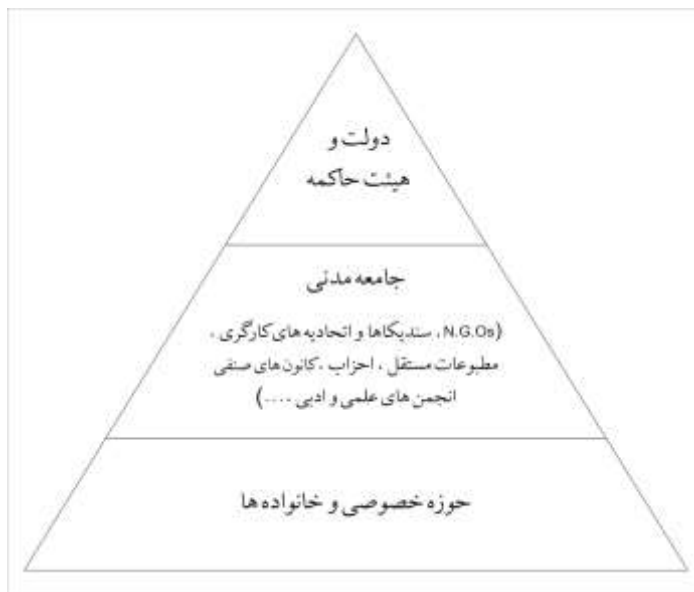 دولت و
هیئت حاکمه
جامعه مدنی
(N.G.Os ، سندیکاها و اتحادیه های کارگری ،
مطبوعات مستقل ، احزاب ، کانون های صنفی
انجمن های علمی و ادبی ....)
حوزه خصوصی و خانواده ها